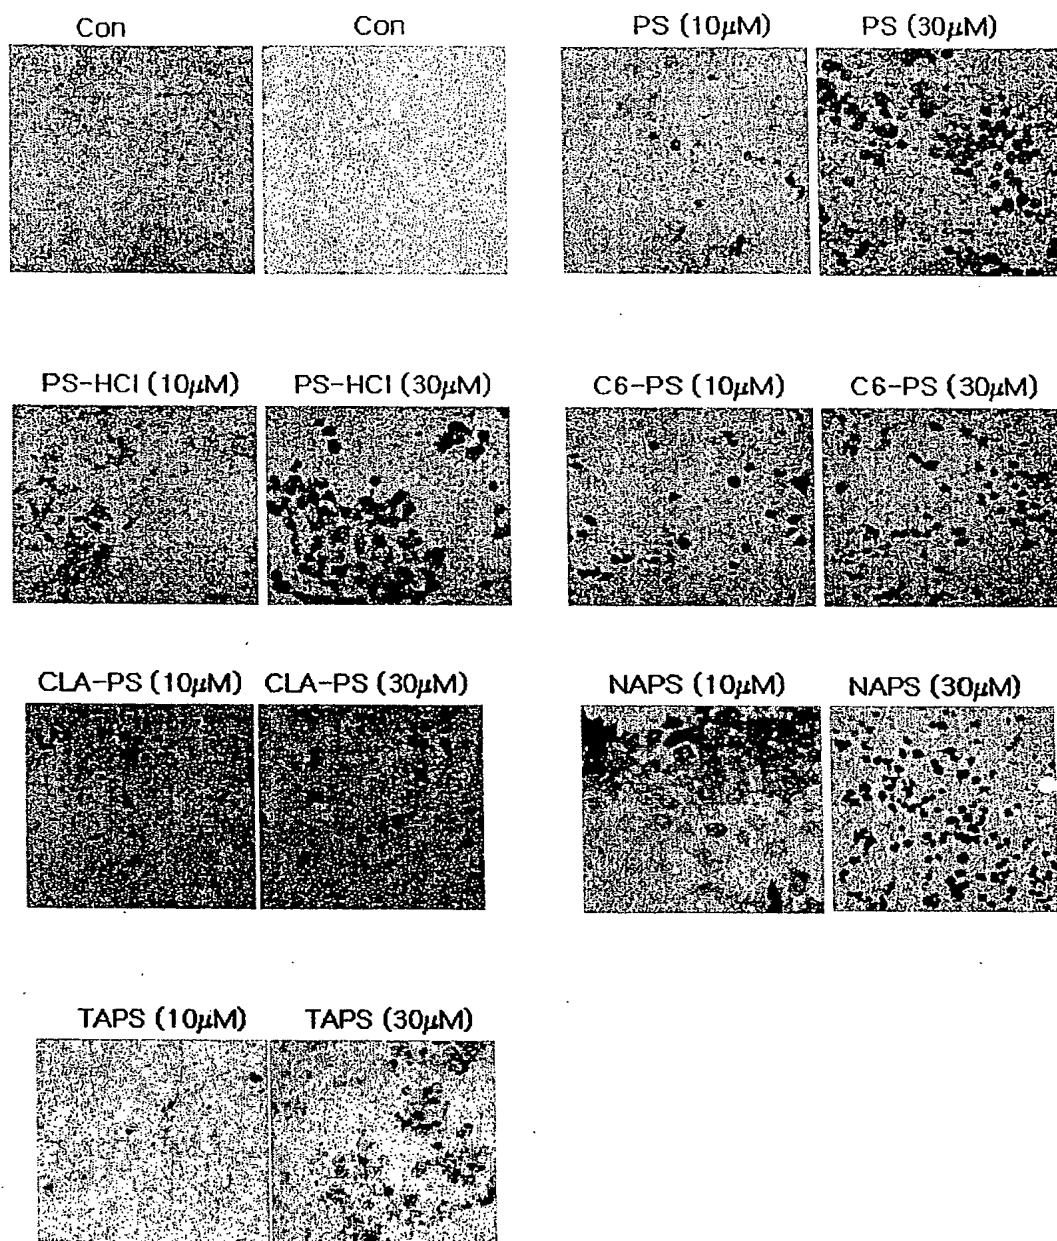 Con Con PS (10μM) PS (30μM)
PS-HCl (10μM) PS-HCl (30μM) C6-PS (10μM) C6-PS (30μM)
CLA-PS (10μM) CLA-PS (30μM) NAPS (10μM) NAPS (30μM)
TAPS (10μM) TAPS (30μM)